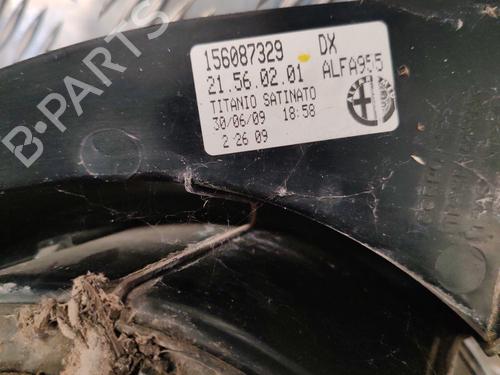 156087329 DX
21.56.02.01 ALFA955
TITANIO SATINATO
30/06/09 18:58
2 26 09
B-PARTS